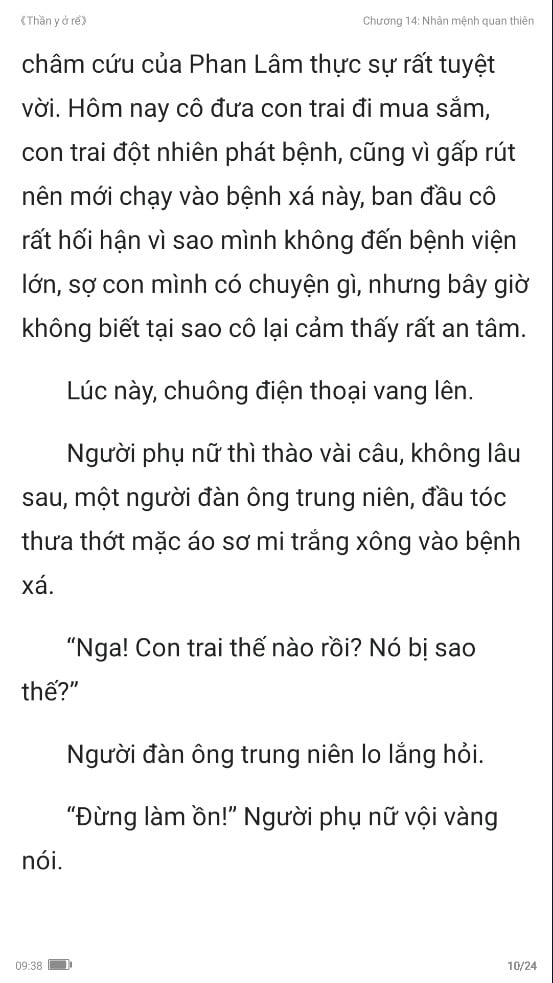 《Thần y ở rể》 Chương 14: Nhân mệnh quan thiên
châm cứu của Phan Lâm thực sự rất tuyệt
vời. Hôm nay cô đưa con trai đi mua sắm,
con trai đột nhiên phát bệnh, cũng vì gấp rút
nên mới chạy vào bệnh xá này, ban đầu cô
rất hối hận vì sao mình không đến bệnh viện
lớn, sợ con mình có chuyện gì, nhưng bây giờ
không biết tại sao cô lại cảm thấy rất an tâm.
Lúc này, chuông điện thoại vang lên.
Người phụ nữ thì thào vài câu, không lâu
sau, một người đàn ông trung niên, đầu tóc
thưa thớt mặc áo sơ mi trắng xông vào bệnh
xá.
“Nga! Con trai thế nào rồi? Nó bị sao
thế?”
Người đàn ông trung niên lo lắng hỏi.
“Đừng làm ồn!” Người phụ nữ vội vàng
nói.
09:38 10/24